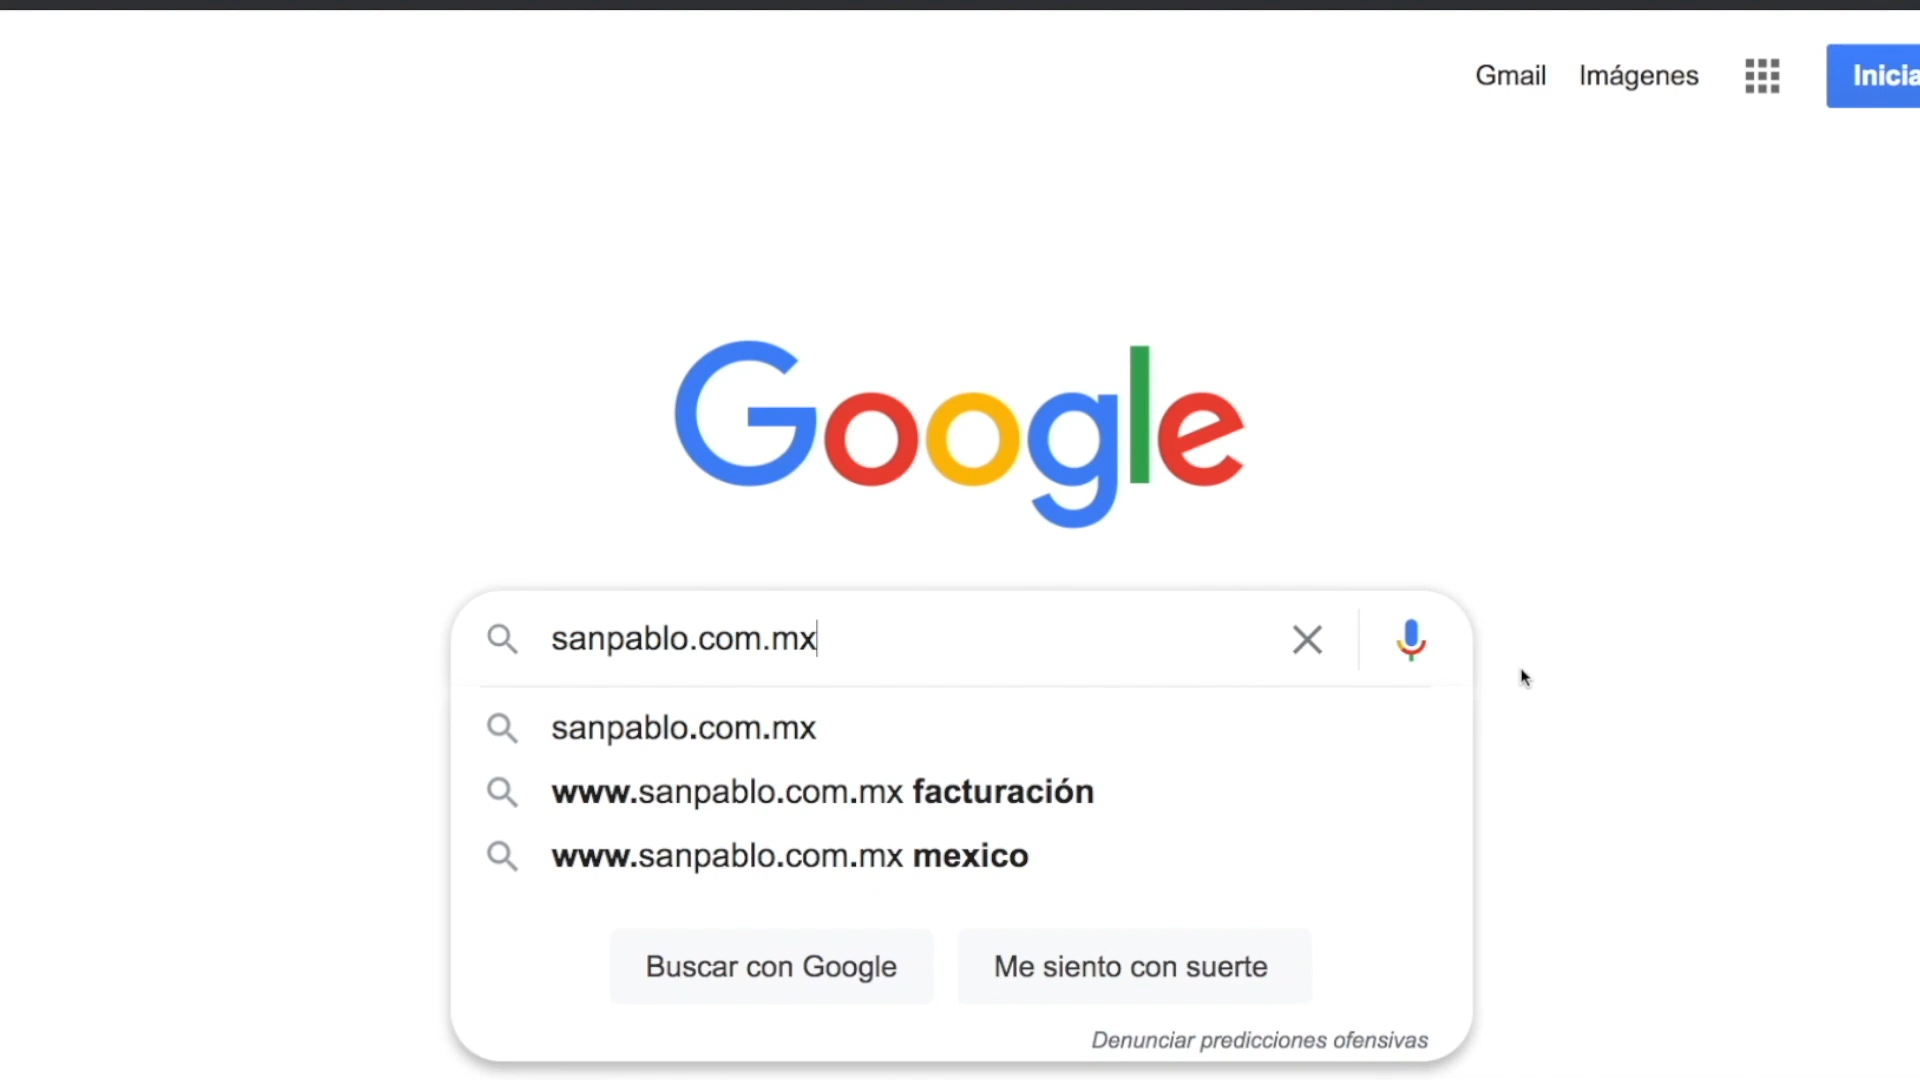 Gmail Imágenes Inicia
Google
sanpablo.com.mx
sanpablo.com.mx
www.sanpablo.com.mx facturación
www.sanpablo.com.mx mexico
Buscar con Google Me siento con suerte
Denunciar predicciones ofensivas